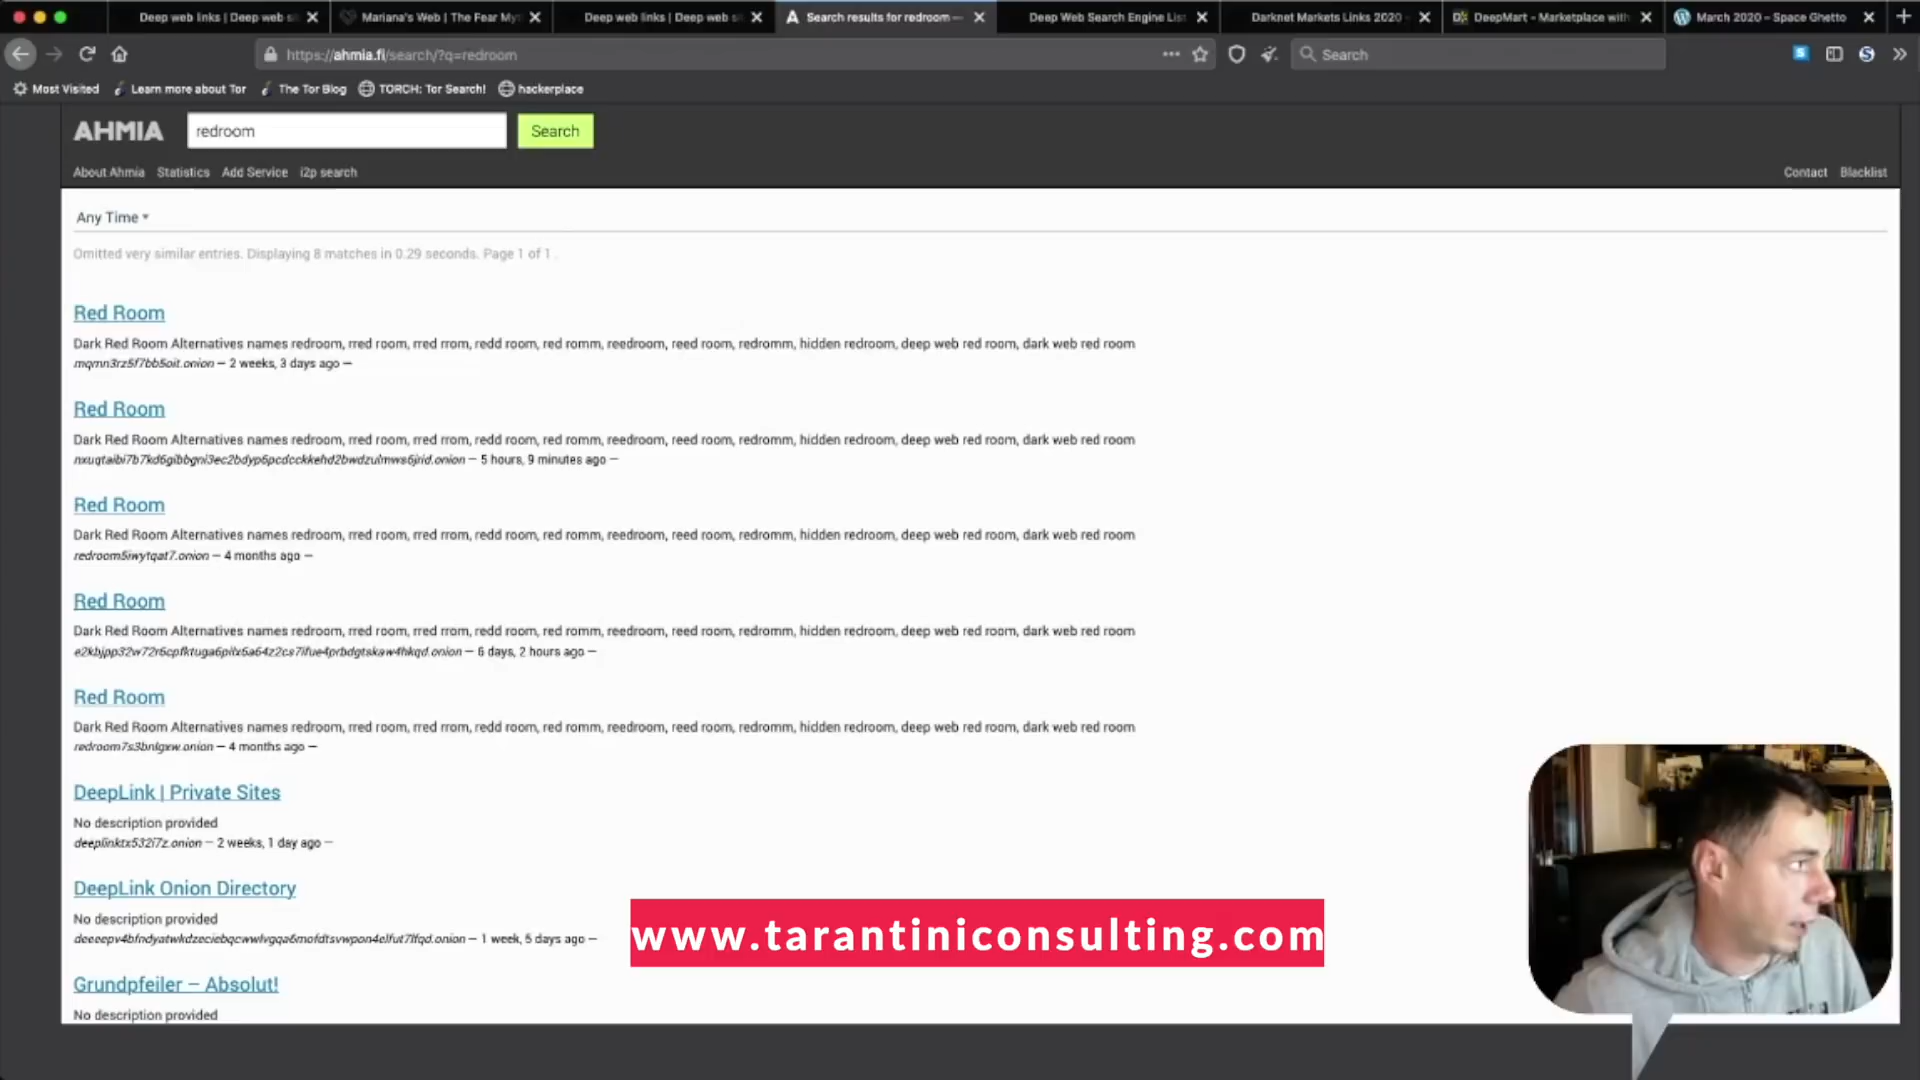 Deep web links | Deep web si
Mariana's Web | The Fear My
Deep web links | Deep web si
Search results for redroom —
Deep Web Search Engine List
Darknet Markets Links 2020
DeepMart – Marketplace with
March 2020 – Space Ghetto
https://ahmia.fi/search/?q=redroom
Search
Most Visited
Learn more about Tor
The Tor Blog
TORCH: Tor Search!
hackerplace
AHMIA
redroom
Search
About Ahmia Statistics Add Service i2p search
Contact Blacklist
Any Time
Omitted very similar entries. Displaying 8 matches in 0.29 seconds. Page 1 of 1 .
Red Room
Dark Red Room Alternatives names redroom, rred room, rred rrom, redd room, red romm, reedroom, reed room, redromm, hidden redroom, deep web red room, dark web red room
mqmn3rz5f7bb5oit.onion — 2 weeks, 3 days ago —
Red Room
Dark Red Room Alternatives names redroom, rred room, rred rrom, redd room, red romm, reedroom, reed room, redromm, hidden redroom, deep web red room, dark web red room
— 5 hours, 9 minutes ago —
Red Room
Dark Red Room Alternatives names redroom, rred room, rred rrom, redd room, red romm, reedroom, reed room, redromm, hidden redroom, deep web red room, dark web red room
redroom5iwytqat7.onion — 4 months ago —
Red Room
Dark Red Room Alternatives names redroom, rred room, rred rrom, redd room, red romm, reedroom, reed room, redromm, hidden redroom, deep web red room, dark web red room
— 6 days, 2 hours ago —
Red Room
Dark Red Room Alternatives names redroom, rred room, rred rrom, redd room, red romm, reedroom, reed room, redromm, hidden redroom, deep web red room, dark web red room
— 4 months ago —
DeepLink | Private Sites
No description provided
deeplinktx532i7z.onion — 2 weeks, 1 day ago —
DeepLink Onion Directory
No description provided
— 1 week, 5 days ago —
www.tarantiniconsulting.com
Grundpfeiler – Absolut!
No description provided